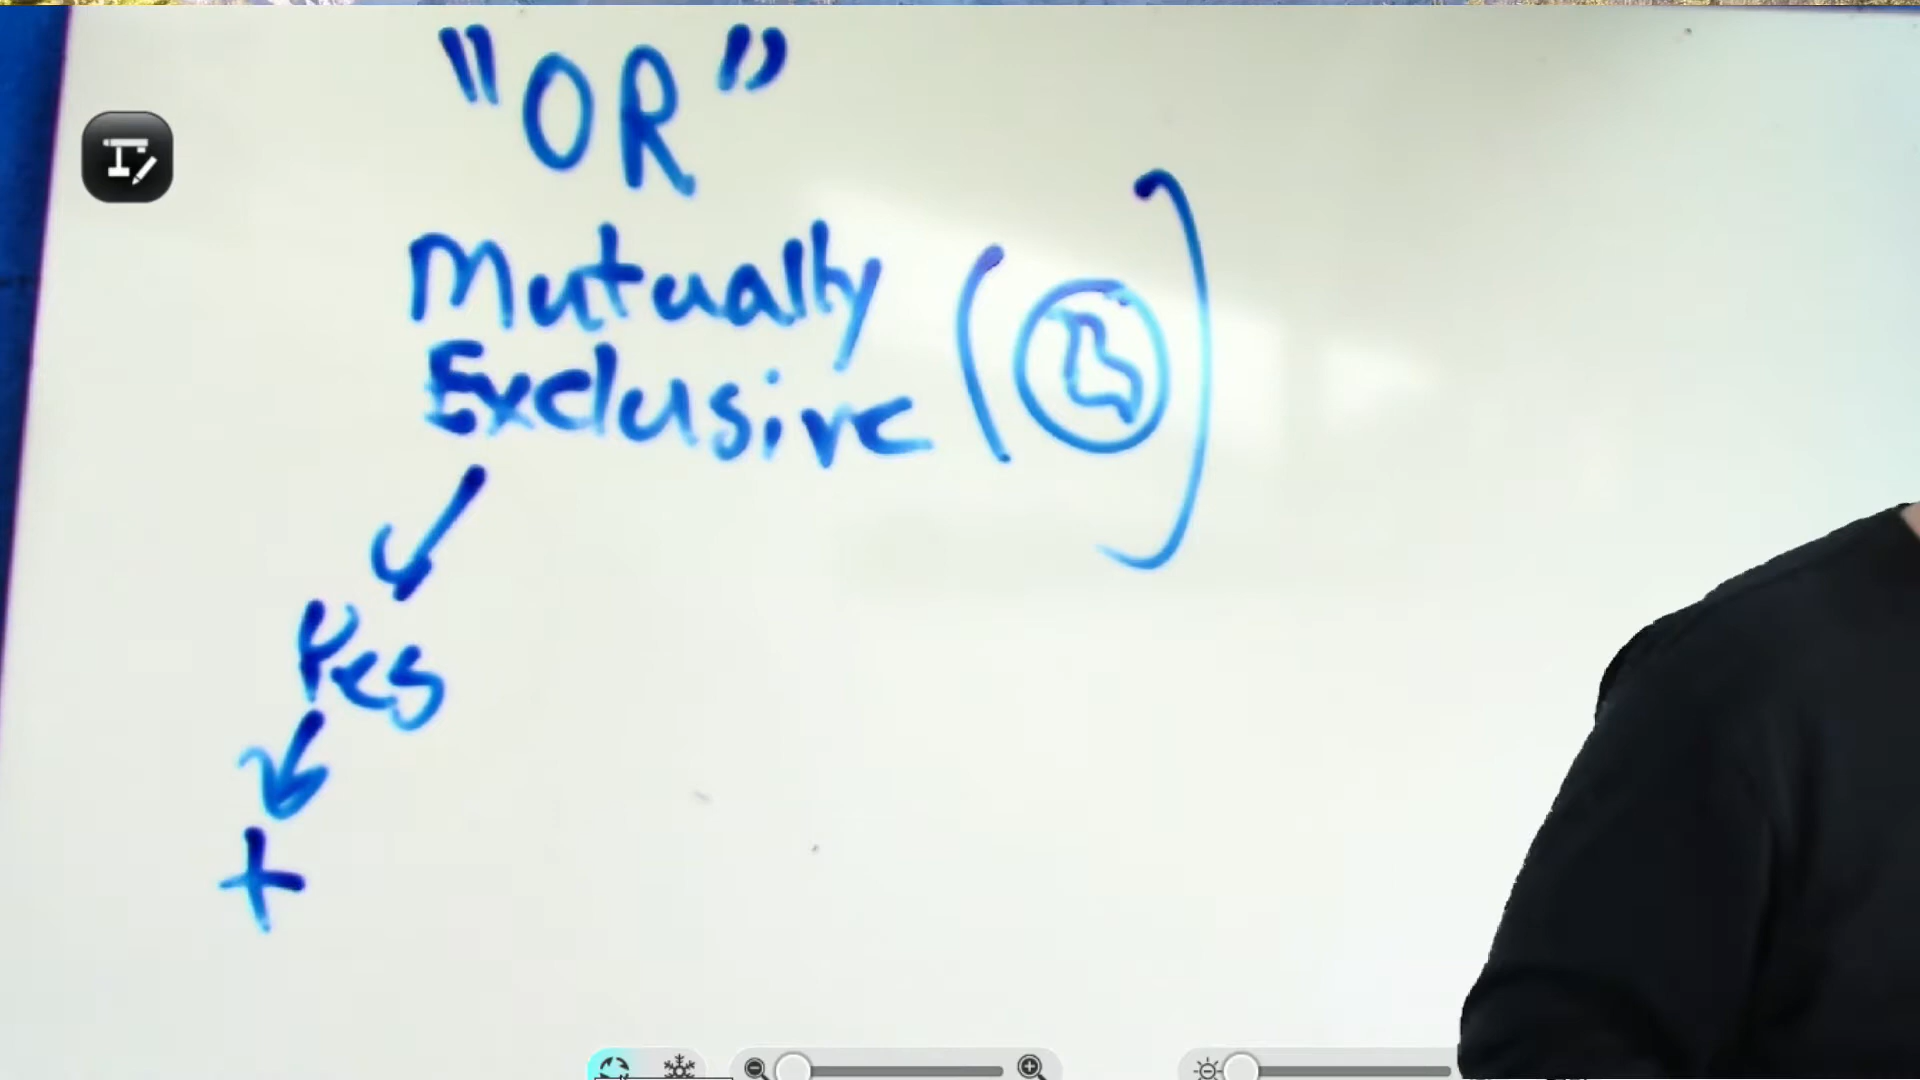 "OR"
Mutually
Exclusive
Yes
+